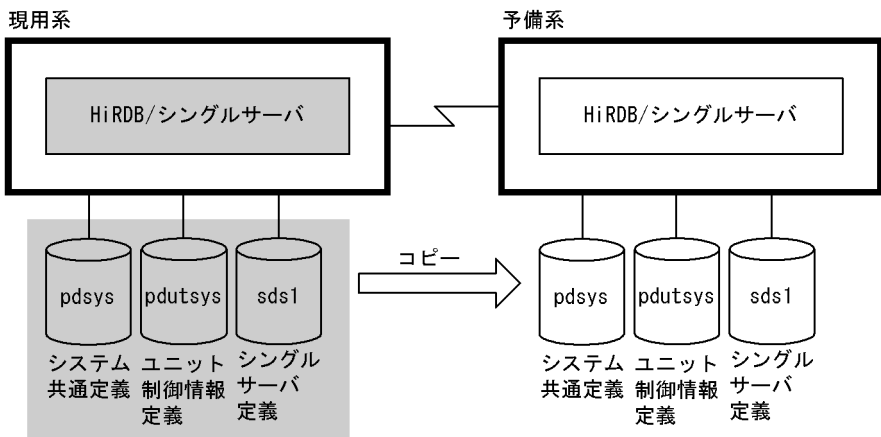 現用系
予備系
HiRDB/シングルサーバ
HiRDB/シングルサーバ
コピー
pdsys
pdutsys
sds1
pdsys
pdutsys
sds1
システム
共通定義
ユニット
制御情報
定義
シングル
サーバ
定義
システム
共通定義
ユニット
制御情報
定義
シングル
サーバ
定義